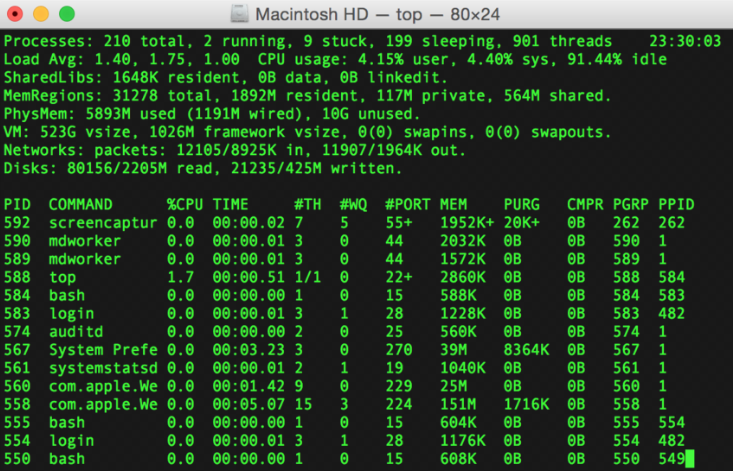 Macintosh HD — top — 80×24
Processes: 210 total, 2 running, 9 stuck, 199 sleeping, 901 threads    23:30:03
Load Avg: 1.40, 1.75, 1.00  CPU usage: 4.15% user, 4.40% sys, 91.44% idle
SharedLibs: 1648K resident, 0B data, 0B linkedit.
MemRegions: 31278 total, 1892M resident, 117M private, 564M shared.
PhysMem: 5893M used (1191M wired), 10G unused.
VM: 523G vsize, 1026M framework vsize, 0(0) swapins, 0(0) swapouts.
Networks: packets: 12105/8925K in, 11907/1964K out.
Disks: 80156/2205M read, 21235/425M written.
PID  COMMAND      %CPU TIME     #TH  #WQ  #PORT MEM    PURG   CMPR PGRP PPID
592  screencaptur 0.0  00:00.02 7    5    55+   1952K+ 20K+   0B   262  262
590  mdworker     0.0  00:00.01 3    0    44    2032K  0B     0B   590  1
589  mdworker     0.0  00:00.01 3    0    44    1572K  0B     0B   589  1
588  top          1.7  00:00.51 1/1  0    22+   2860K  0B     0B   588  584
584  bash         0.0  00:00.00 1    0    15    588K   0B     0B   584  583
583  login        0.0  00:00.01 3    1    28    1228K  0B     0B   583  482
574  auditd       0.0  00:00.00 2    0    25    560K   0B     0B   574  1
567  System Prefe 0.0  00:03.23 3    0    270   39M    8364K  0B   567  1
561  systemstatsd 0.0  00:00.01 2    1    19    1040K  0B     0B   561  1
560  com.apple.We 0.0  00:01.42 9    0    229   25M    0B     0B   560  1
558  com.apple.We 0.0  00:05.07 15   3    224   151M   1716K  0B   558  1
555  bash         0.0  00:00.00 1    0    15    604K   0B     0B   555  554
554  login        0.0  00:00.01 3    1    28    1176K  0B     0B   554  482
550  bash         0.0  00:00.00 1    0    15    608K   0B     0B   550  549